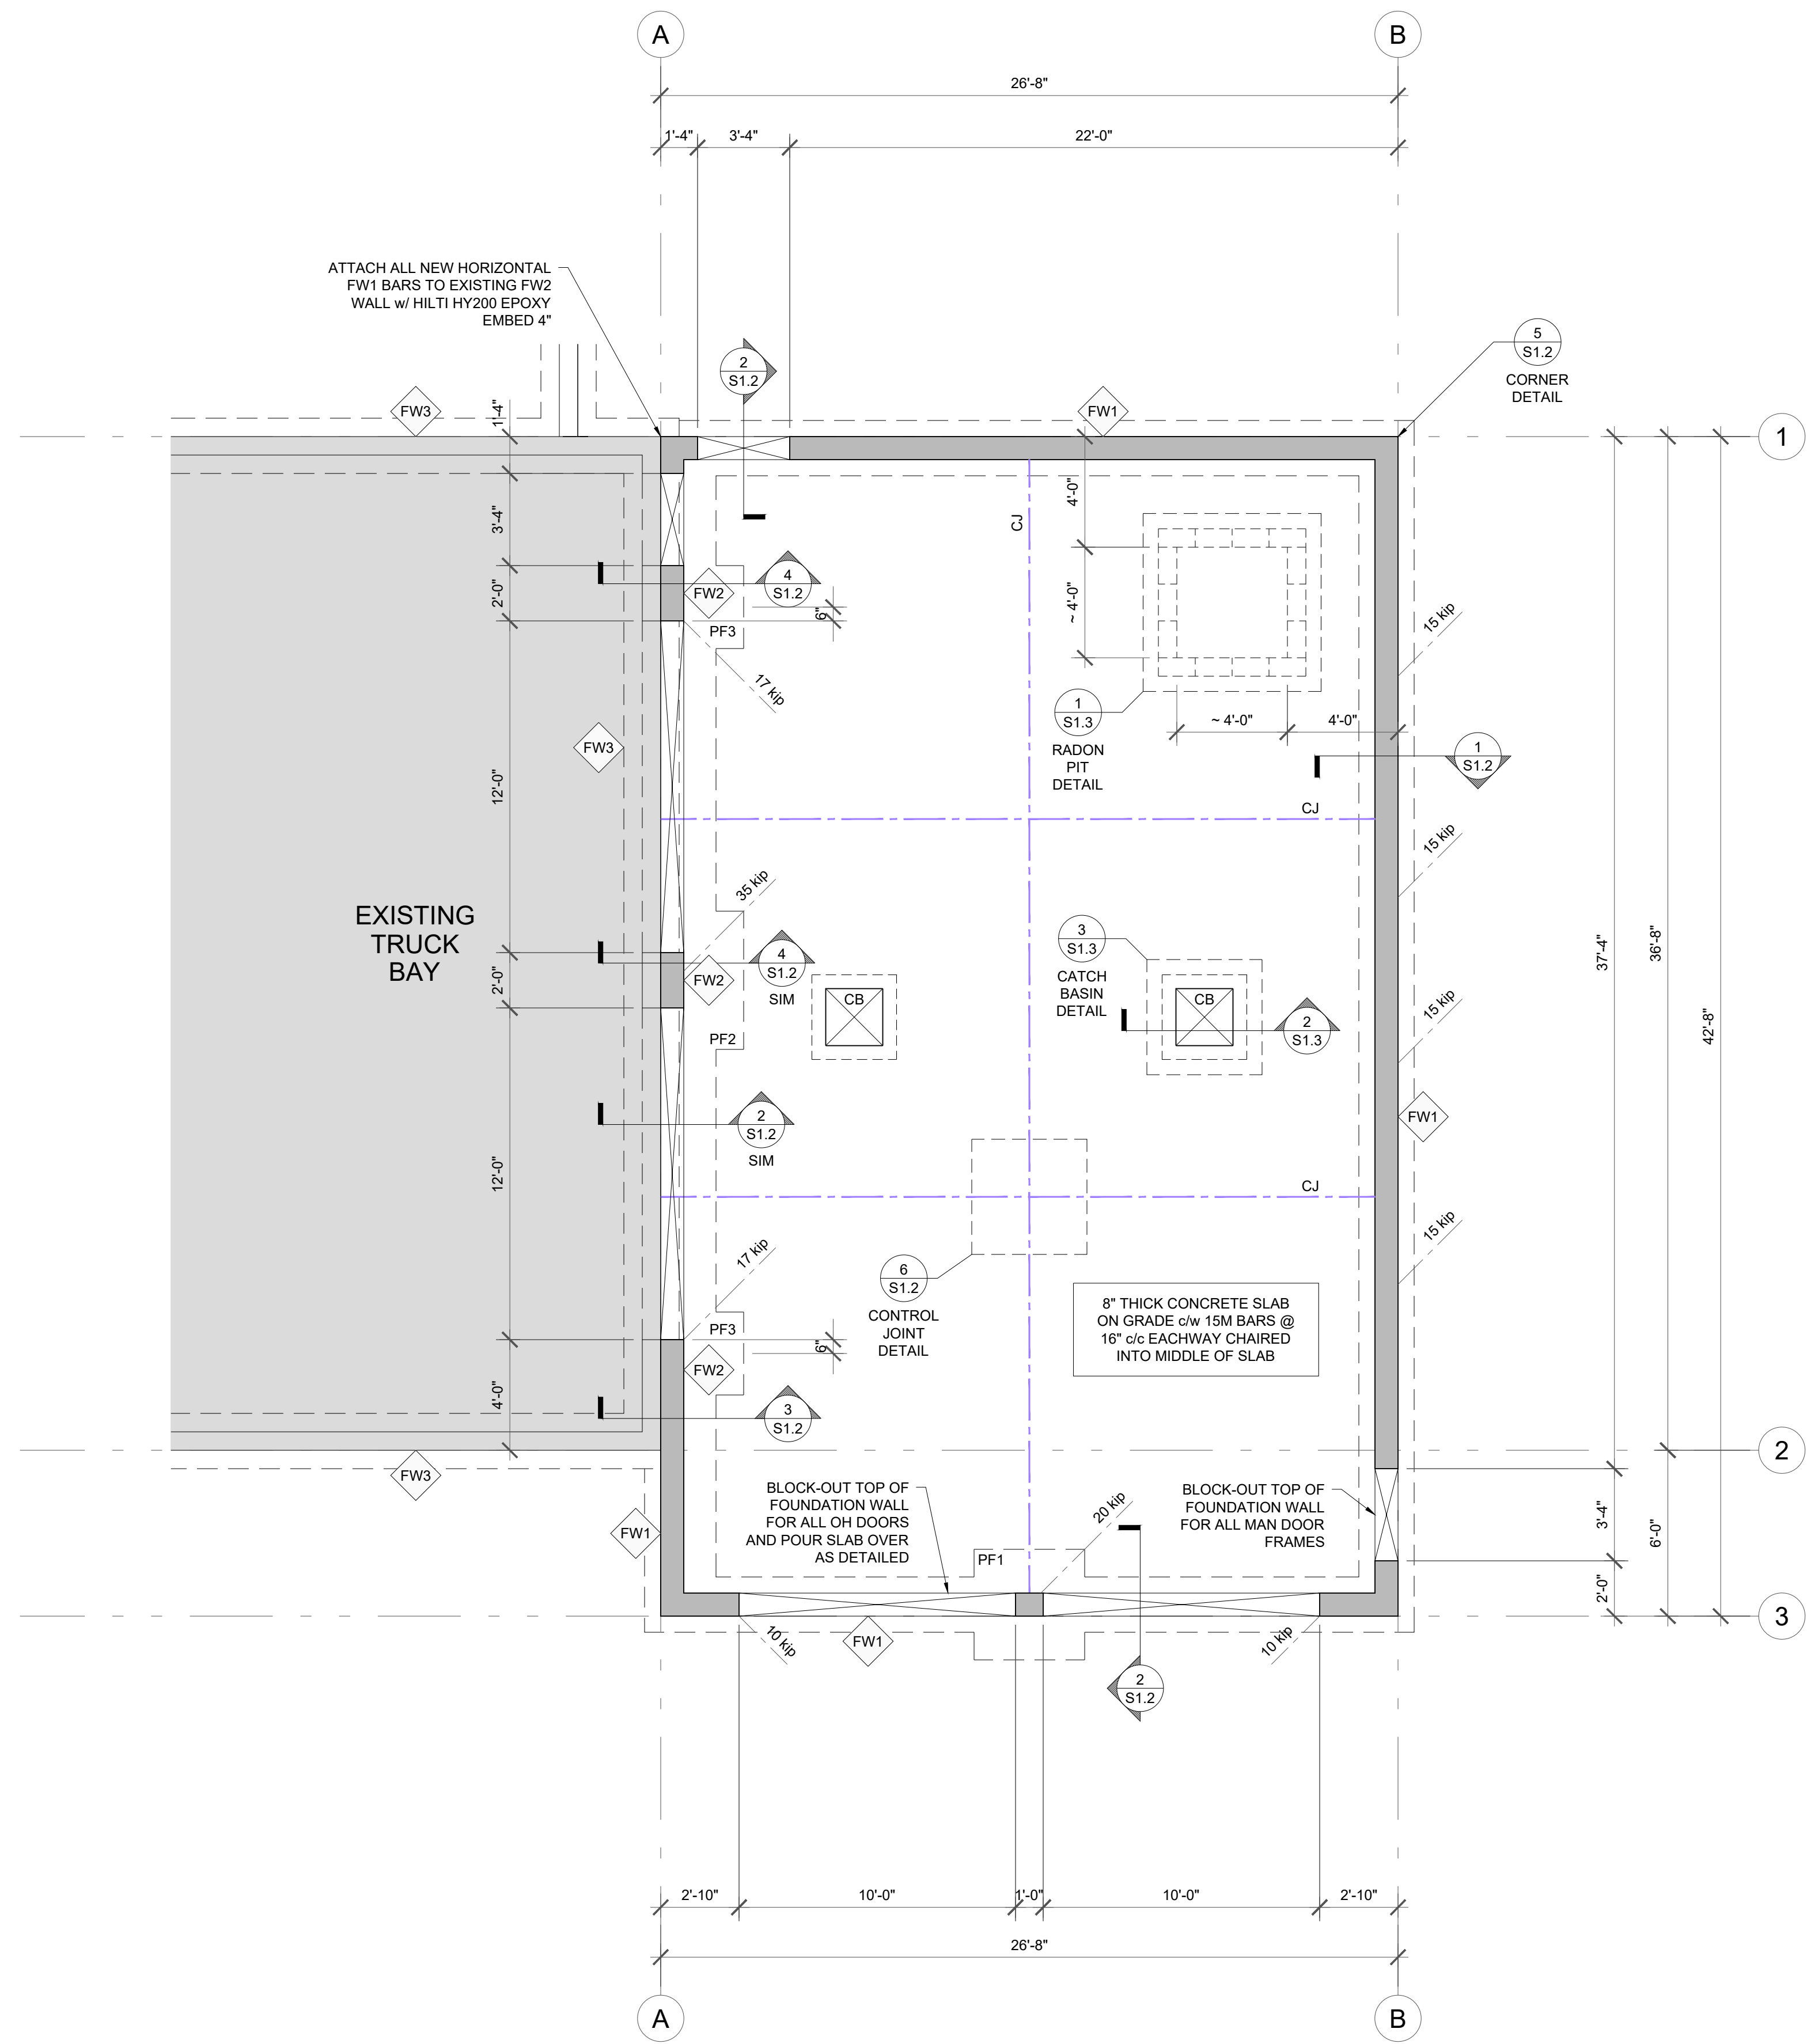 A
B
26'-8"
1'-4"
3'-4"
22'-0"
ATTACH ALL NEW HORIZONTAL
FW1 BARS TO EXISTING FW2
WALL w/ HILTI HY200 EPOXY
EMBED 4"
2
S1.2
5
S1.2
CORNER
DETAIL
FW3
1'-4"
FW1
1
3'-4"
4'-0"
CJ
4
S1.2
2'-0"
FW2
6"
~ 4'-0"
15 kip
PF3
17 kip
1
S1.3
~ 4'-0"
4'-0"
RADON
PIT
DETAIL
FW3
1
S1.2
12'-0"
CJ
15 kip
35 kip
EXISTING
TRUCK
BAY
3
S1.3
37'-4"
36'-8"
4
S1.2
SIM
FW2
2'-0"
CATCH
BASIN
DETAIL
CB
CB
2
S1.3
15 kip
42'-8"
PF2
2
S1.2
SIM
FW1
12'-0"
CJ
15 kip
17 kip
6
S1.2
CONTROL
JOINT
DETAIL
8" THICK CONCRETE SLAB
ON GRADE c/w 15M BARS @
16" c/c EACHWAY CHAIRED
INTO MIDDLE OF SLAB
PF3
6"
FW2
4'-0"
3
S1.2
2
FW3
BLOCK-OUT TOP OF
FOUNDATION WALL
FOR ALL OH DOORS
AND POUR SLAB OVER
AS DETAILED
BLOCK-OUT TOP OF
FOUNDATION WALL
FOR ALL MAN DOOR
FRAMES
20 kip
FW1
3'-4"
6'-0"
PF1
2'-0"
3
10 kip
FW1
10 kip
2
S1.2
2'-10"
10'-0"
1'-0"
10'-0"
2'-10"
26'-8"
A
B